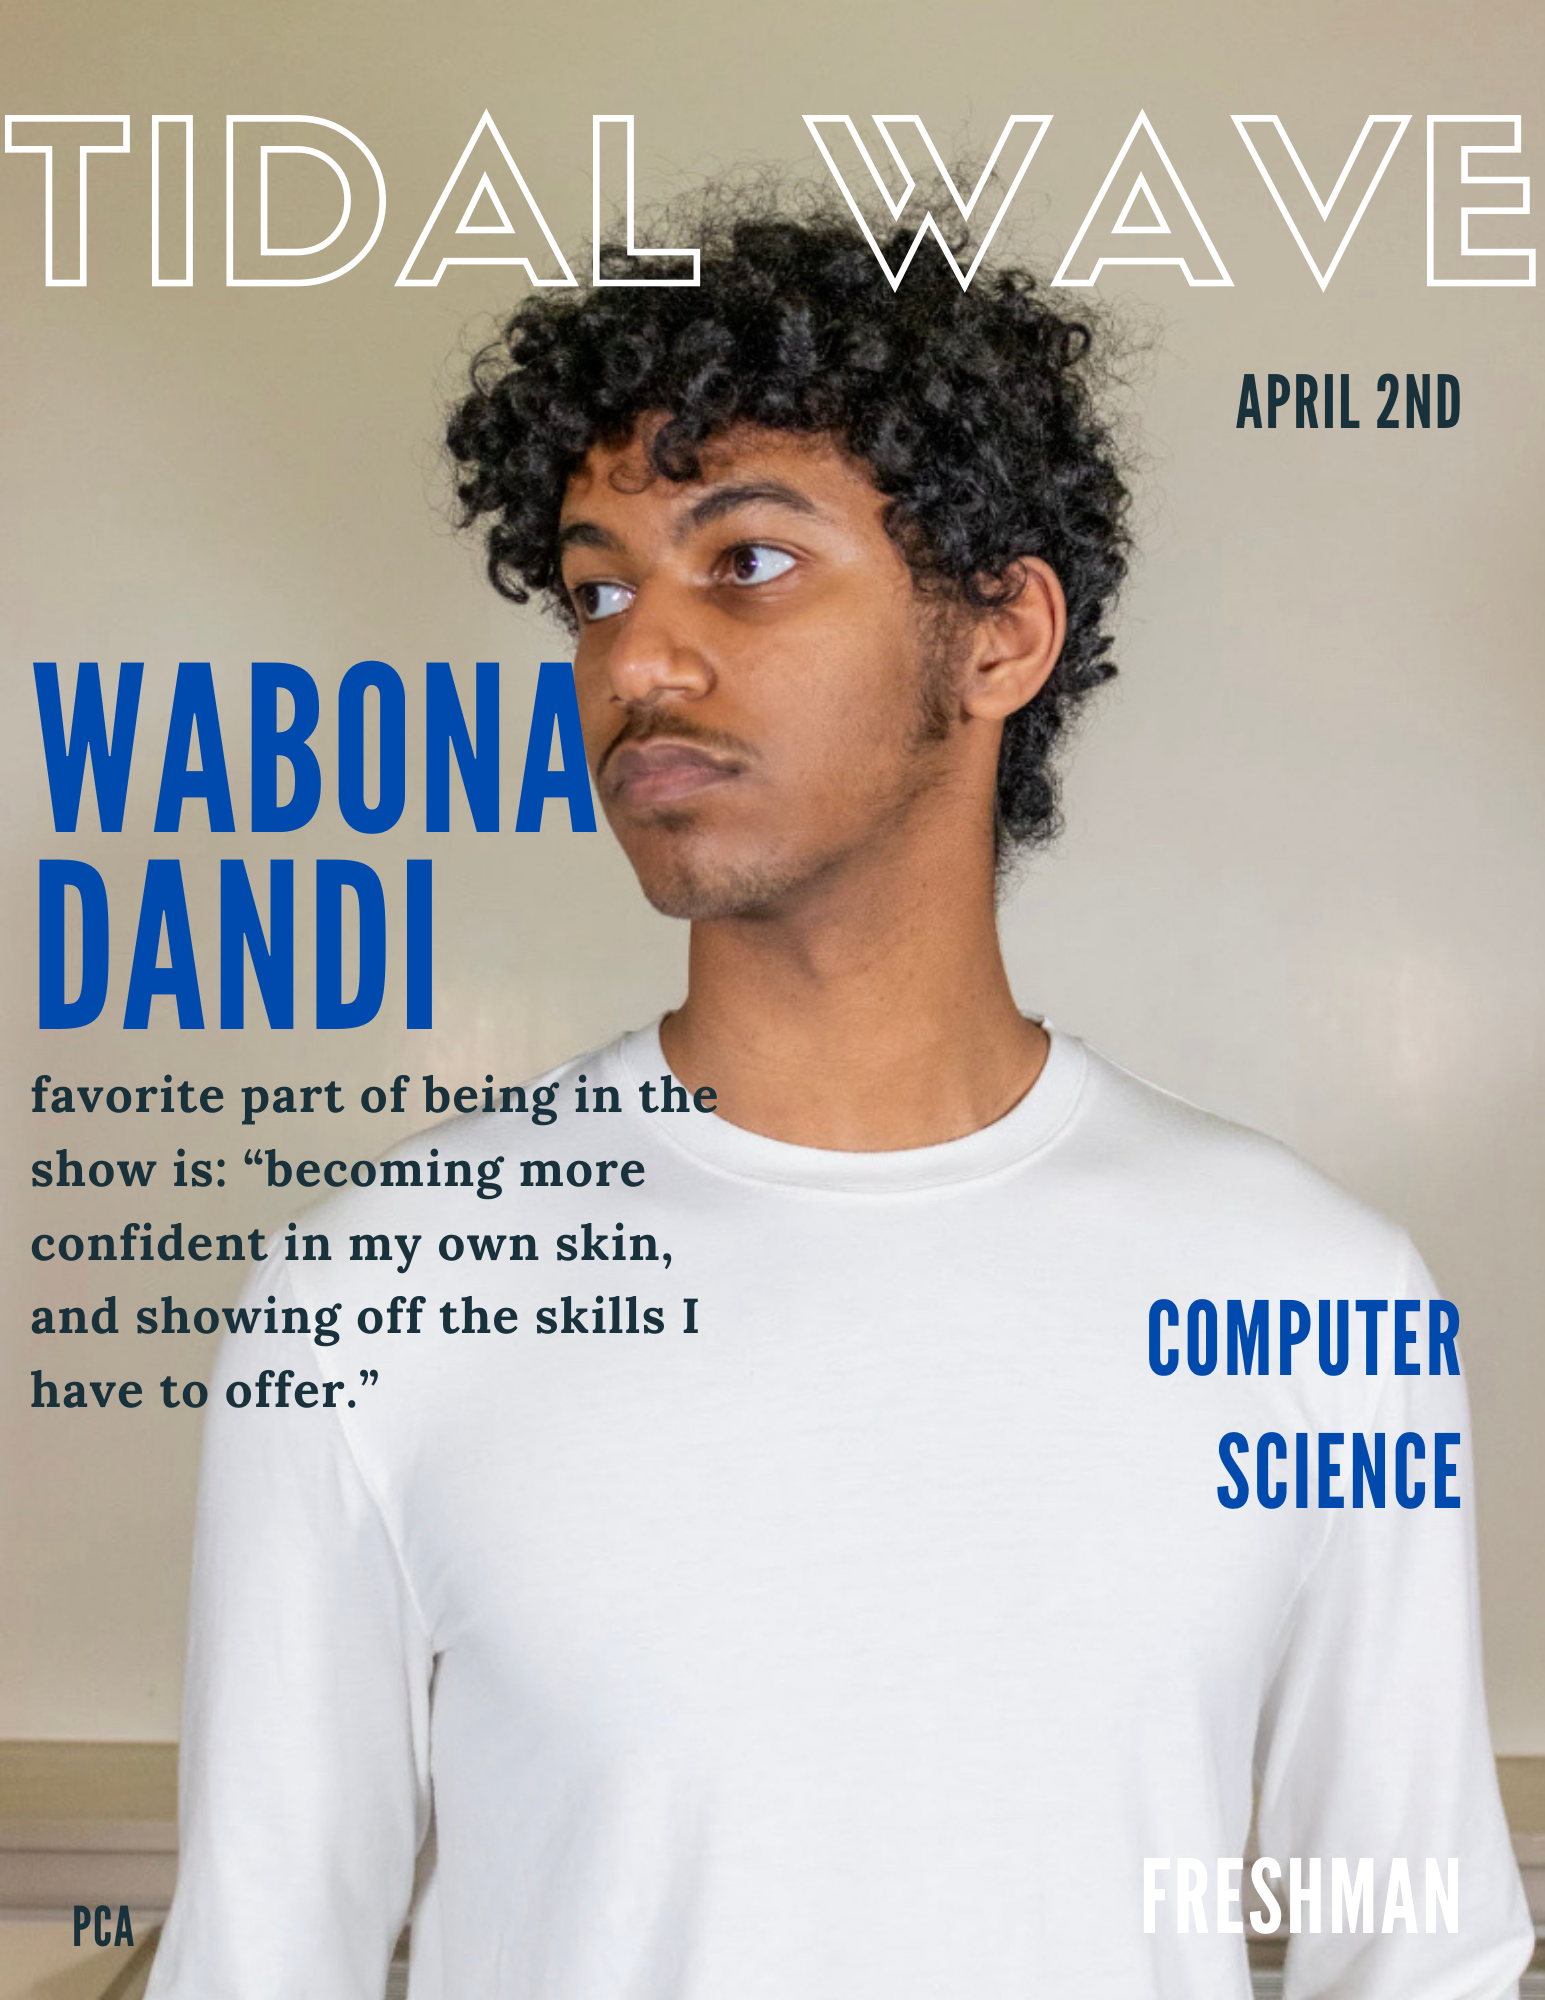 TIDAL WAVE
APRIL 2ND
WABONA
DANDI
favorite part of being in the
show is: “becoming more
confident in my own skin,
and showing off the skills I
have to offer.”
COMPUTER
SCIENCE
FRESHMAN
PCA